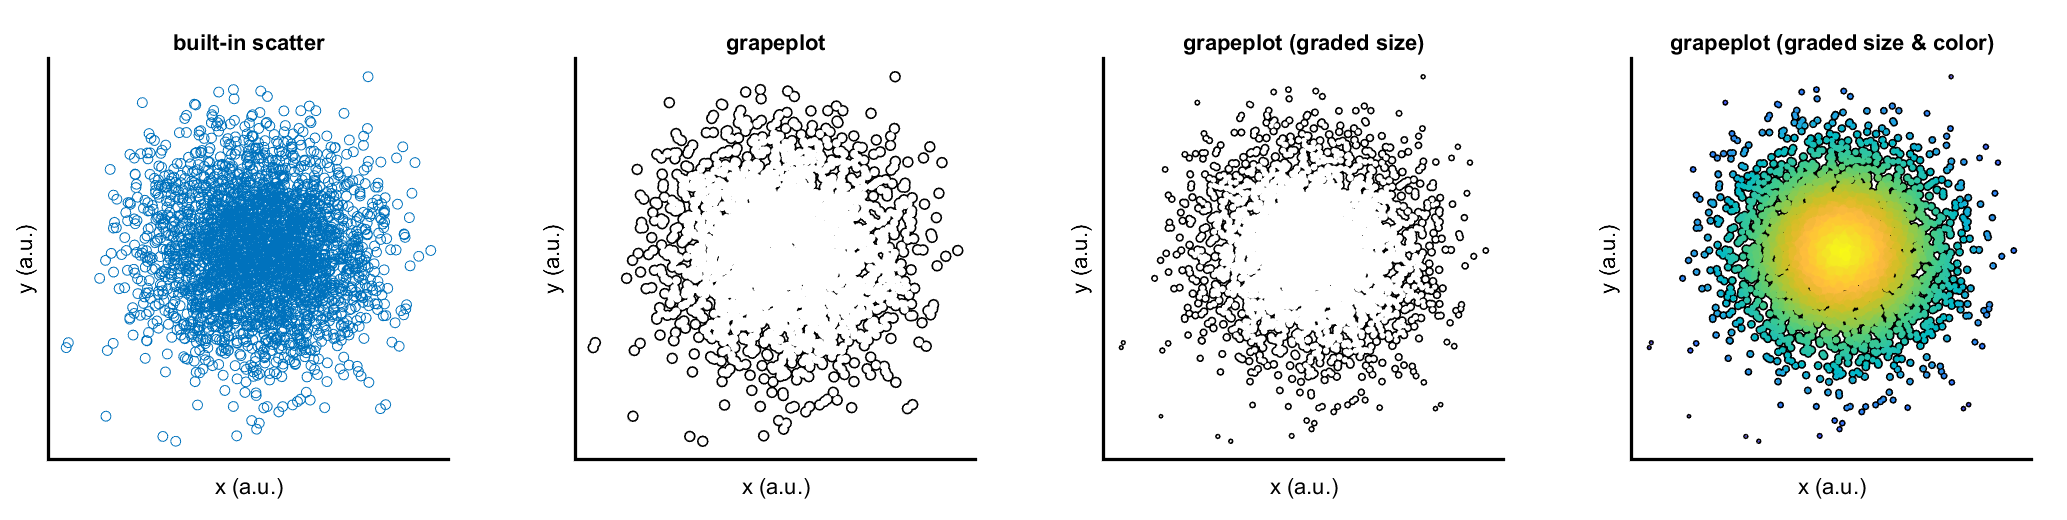 built-in scatter
grapeplot
grapeplot (graded size)
grapeplot (graded size & color)
y (a.u.)
y (a.u.)
y (a.u.)
y (a.u.)
x (a.u.)
x (a.u.)
x (a.u.)
x (a.u.)